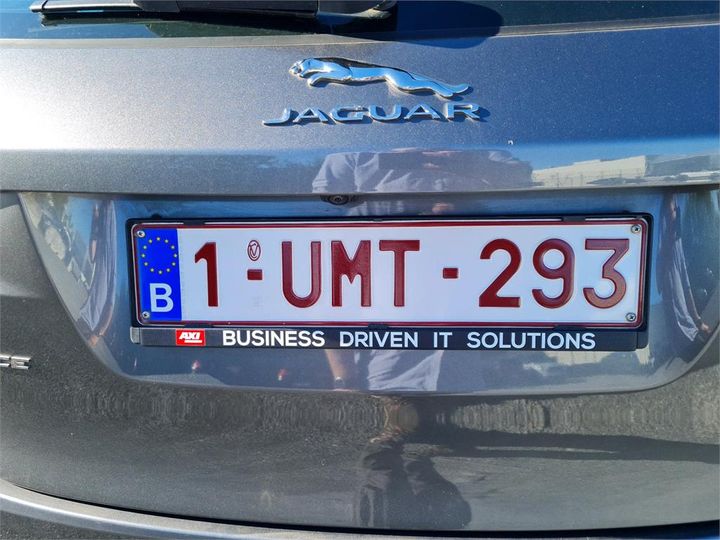 JAGUAR
B 1-UMT-293
AXI BUSINESS DRIVEN IT SOLUTIONS